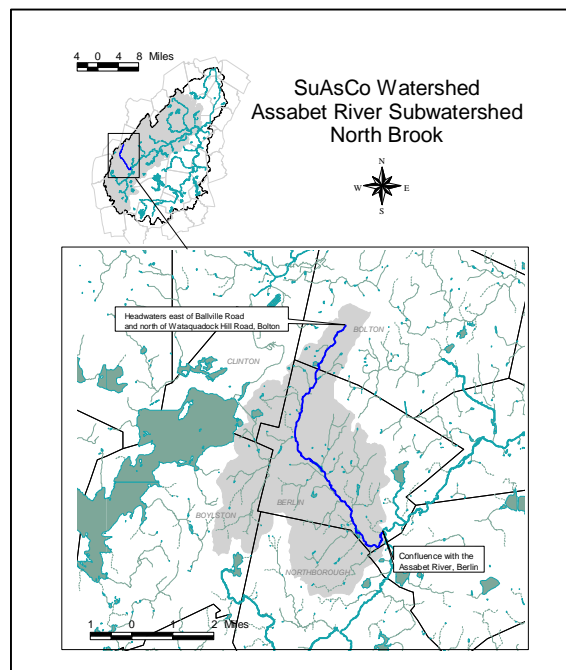 4 0 4 8 Miles
SuAsCo Watershed
Assabet River Subwatershed
North Brook
N
W E
S
Headwaters east of Ballville Road
and north of Wataquadock Hill Road, Bolton
BOLTON
CLINTON
BERLIN
BOYLSTON
Confluence with the
Assabet River, Berlin
NORTHBOROUGH
1 0 1 2 Miles